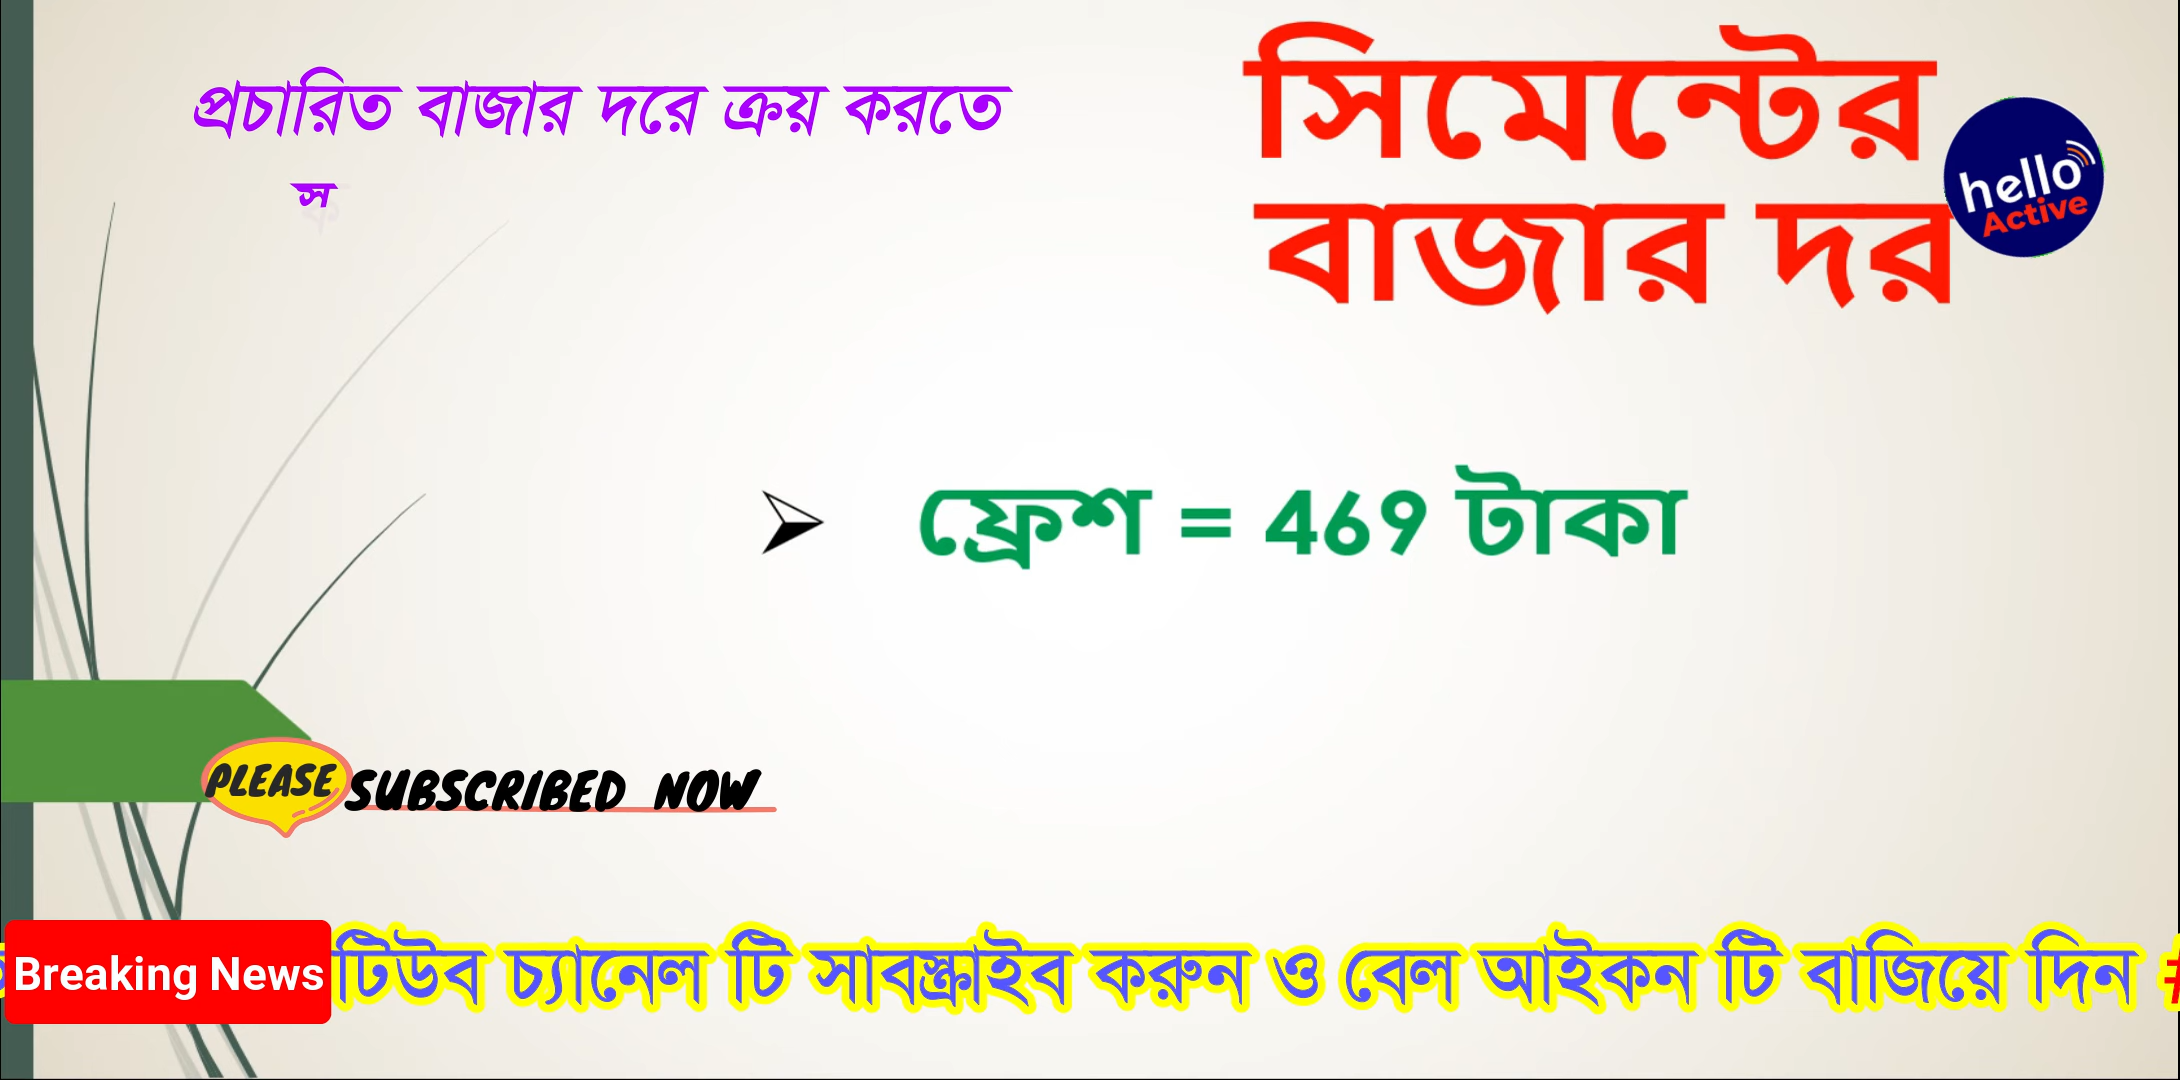 প্রচারিত বাজার দরে ক্রয় করতে
স
সিমেন্টের
বাজার দর
hello
Active
ফ্রেশ = 469 টাকা
PLEASE SUBSCRIBED NOW
Breaking News টিউব চ্যানেল টি সাবস্ক্রাইব করুন ও বেল আইকন টি বাজিয়ে দিন #